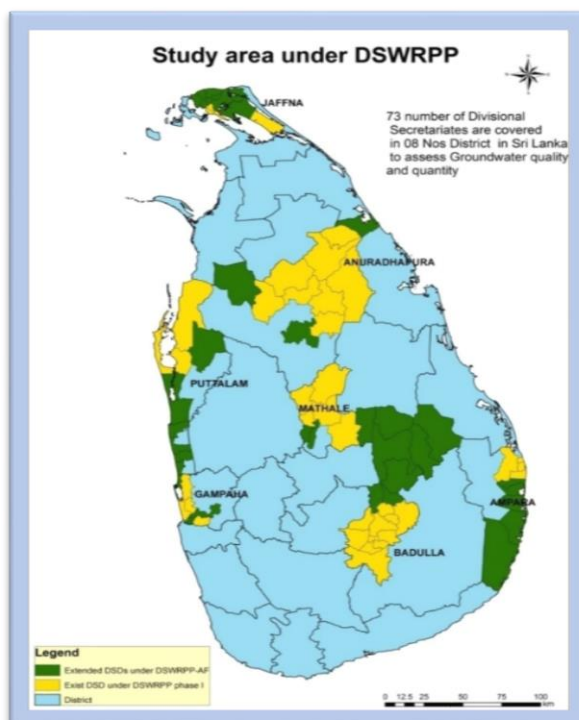 Study area under DSWRPP
73 number of Divisional
Secretariates are covered
in 08 Nos District in Sri Lanka
to assess Groundwater quality
and quantity
JAFFNA
ANURADHAPURA
PUTTALAM
MATHALE
GAMPAHA
AMPARA
BADULLA
Legend
Extended DSDs under DSWRPP-AF
Exist DSD under DSWRPP phase I
District
0 12.5 25 50 75 100
km